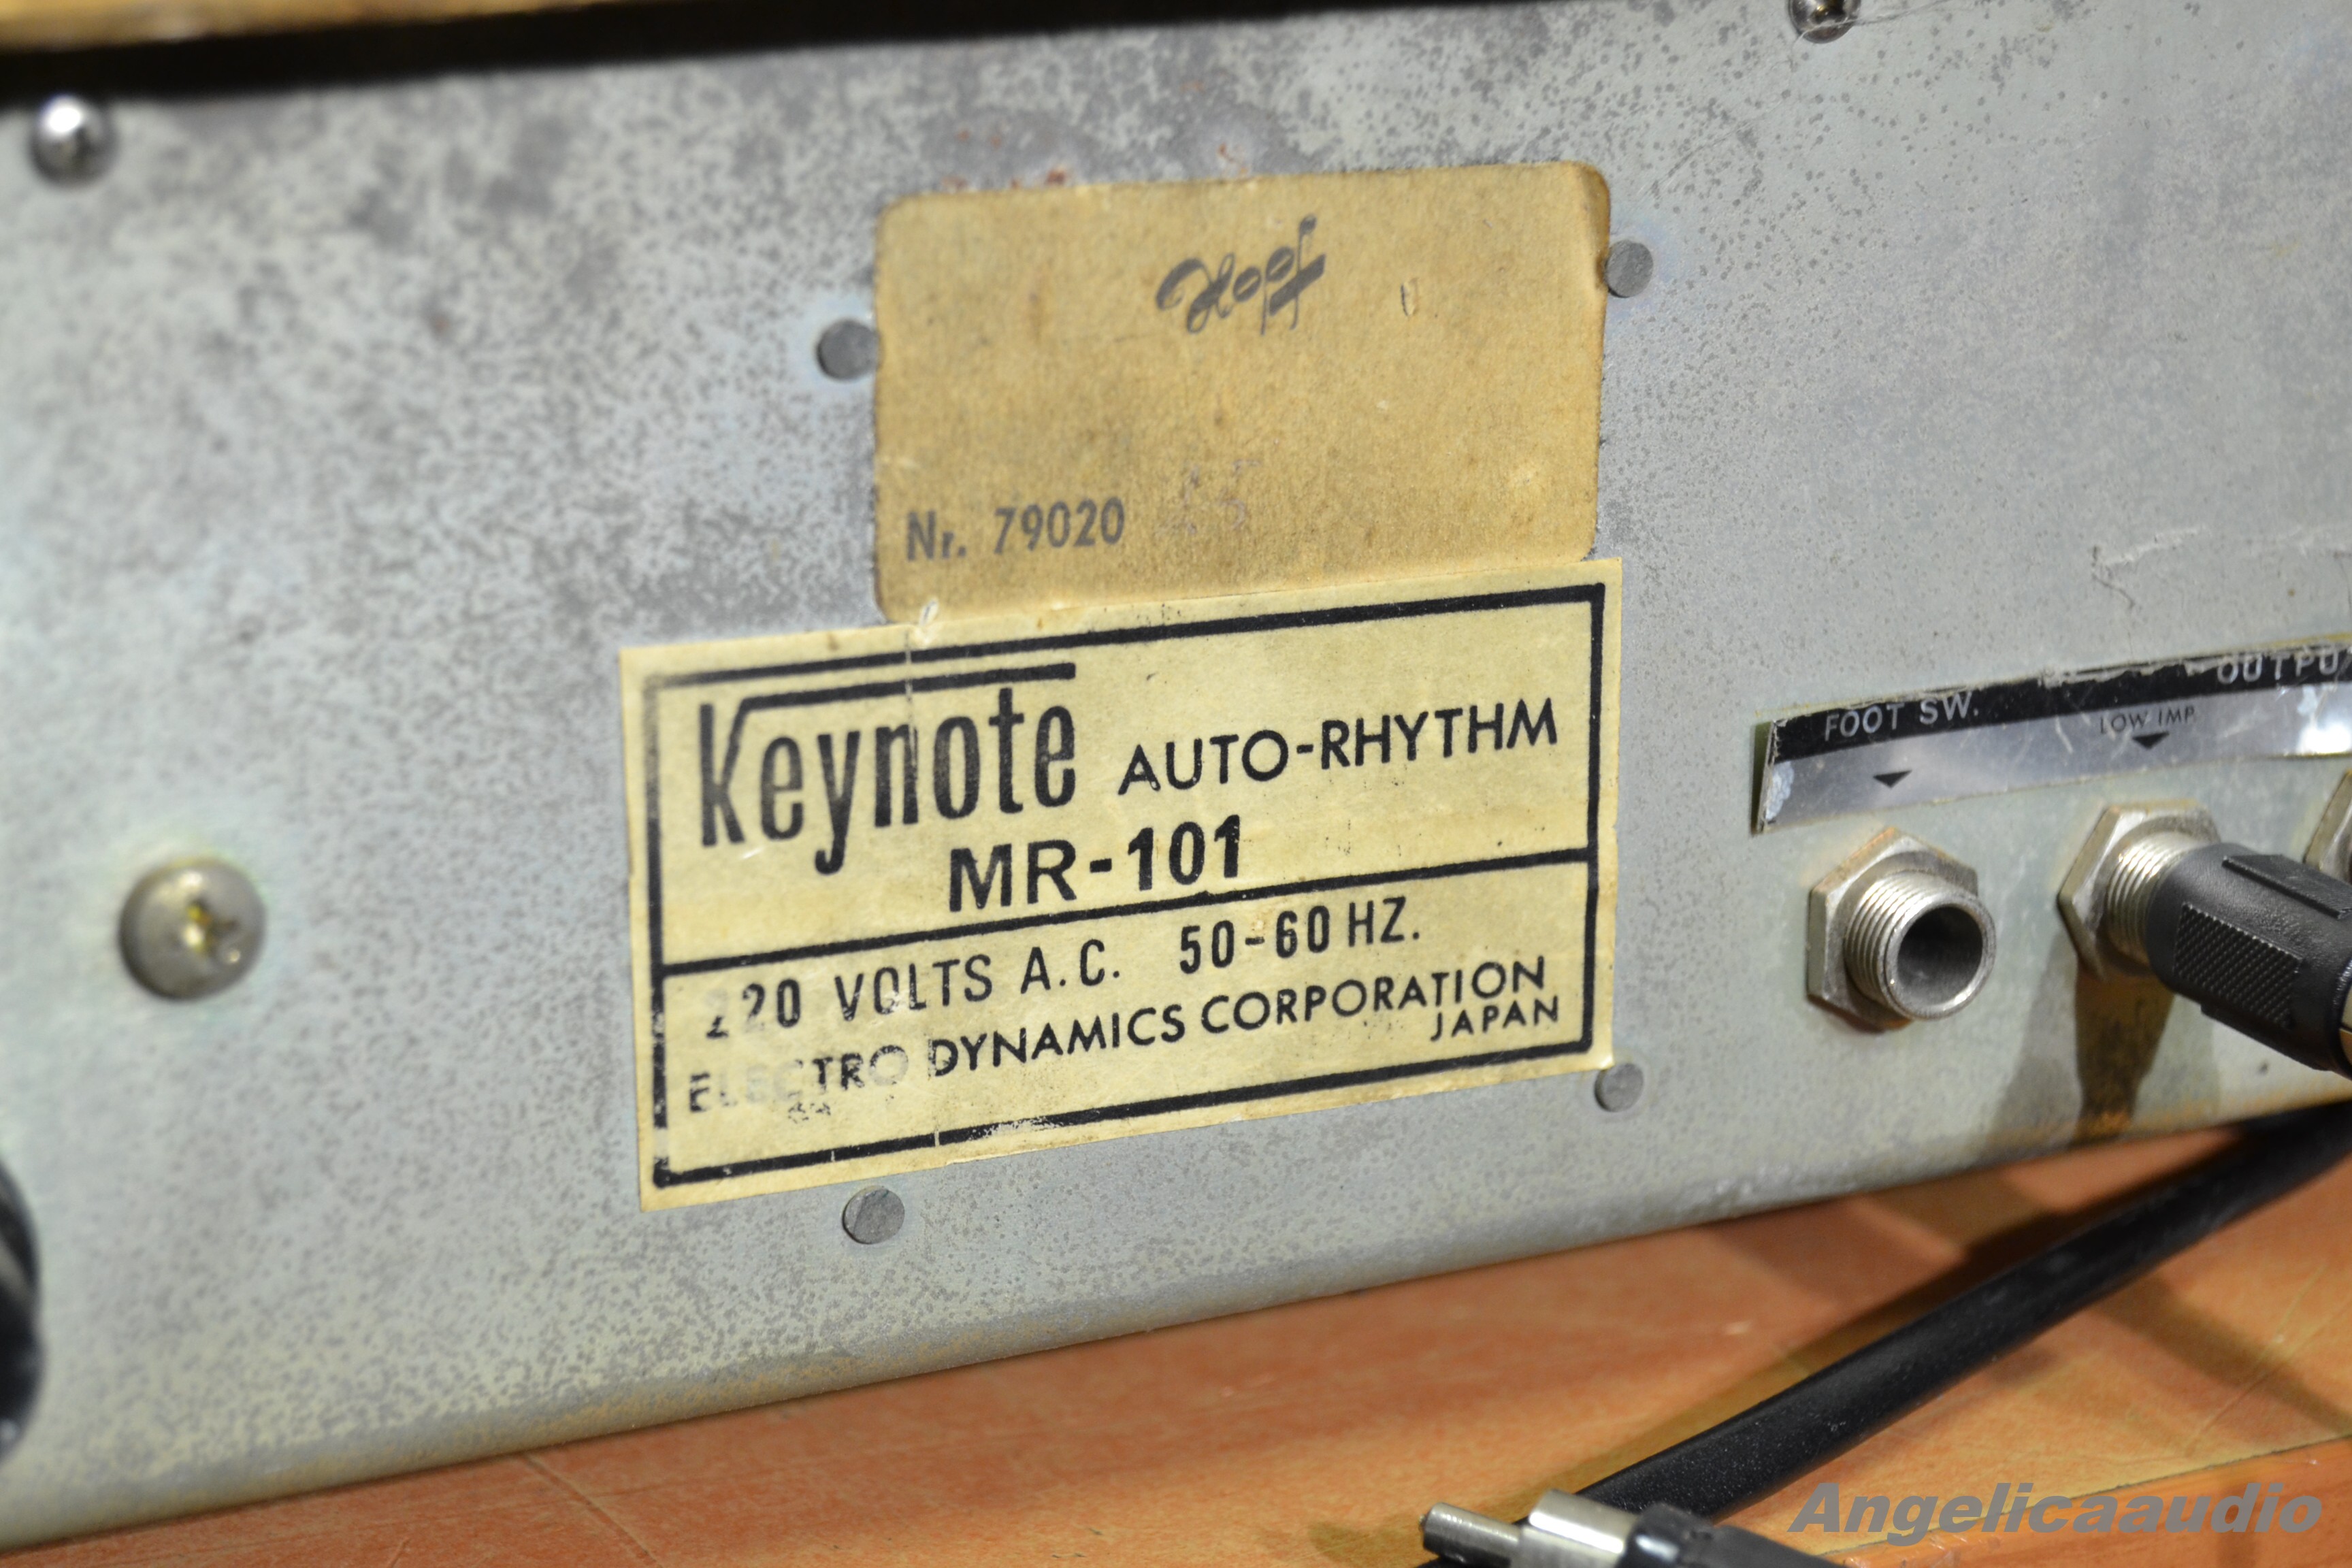 Nr. 79020
Keynote AUTO-RHYTHM
MR-101
220 VOLTS A.C. 50-60 HZ.
ELECTRO DYNAMICS CORPORATION
JAPAN
FOOT SW.
OUTPUT
LOW IMP.
Angelicaaudio